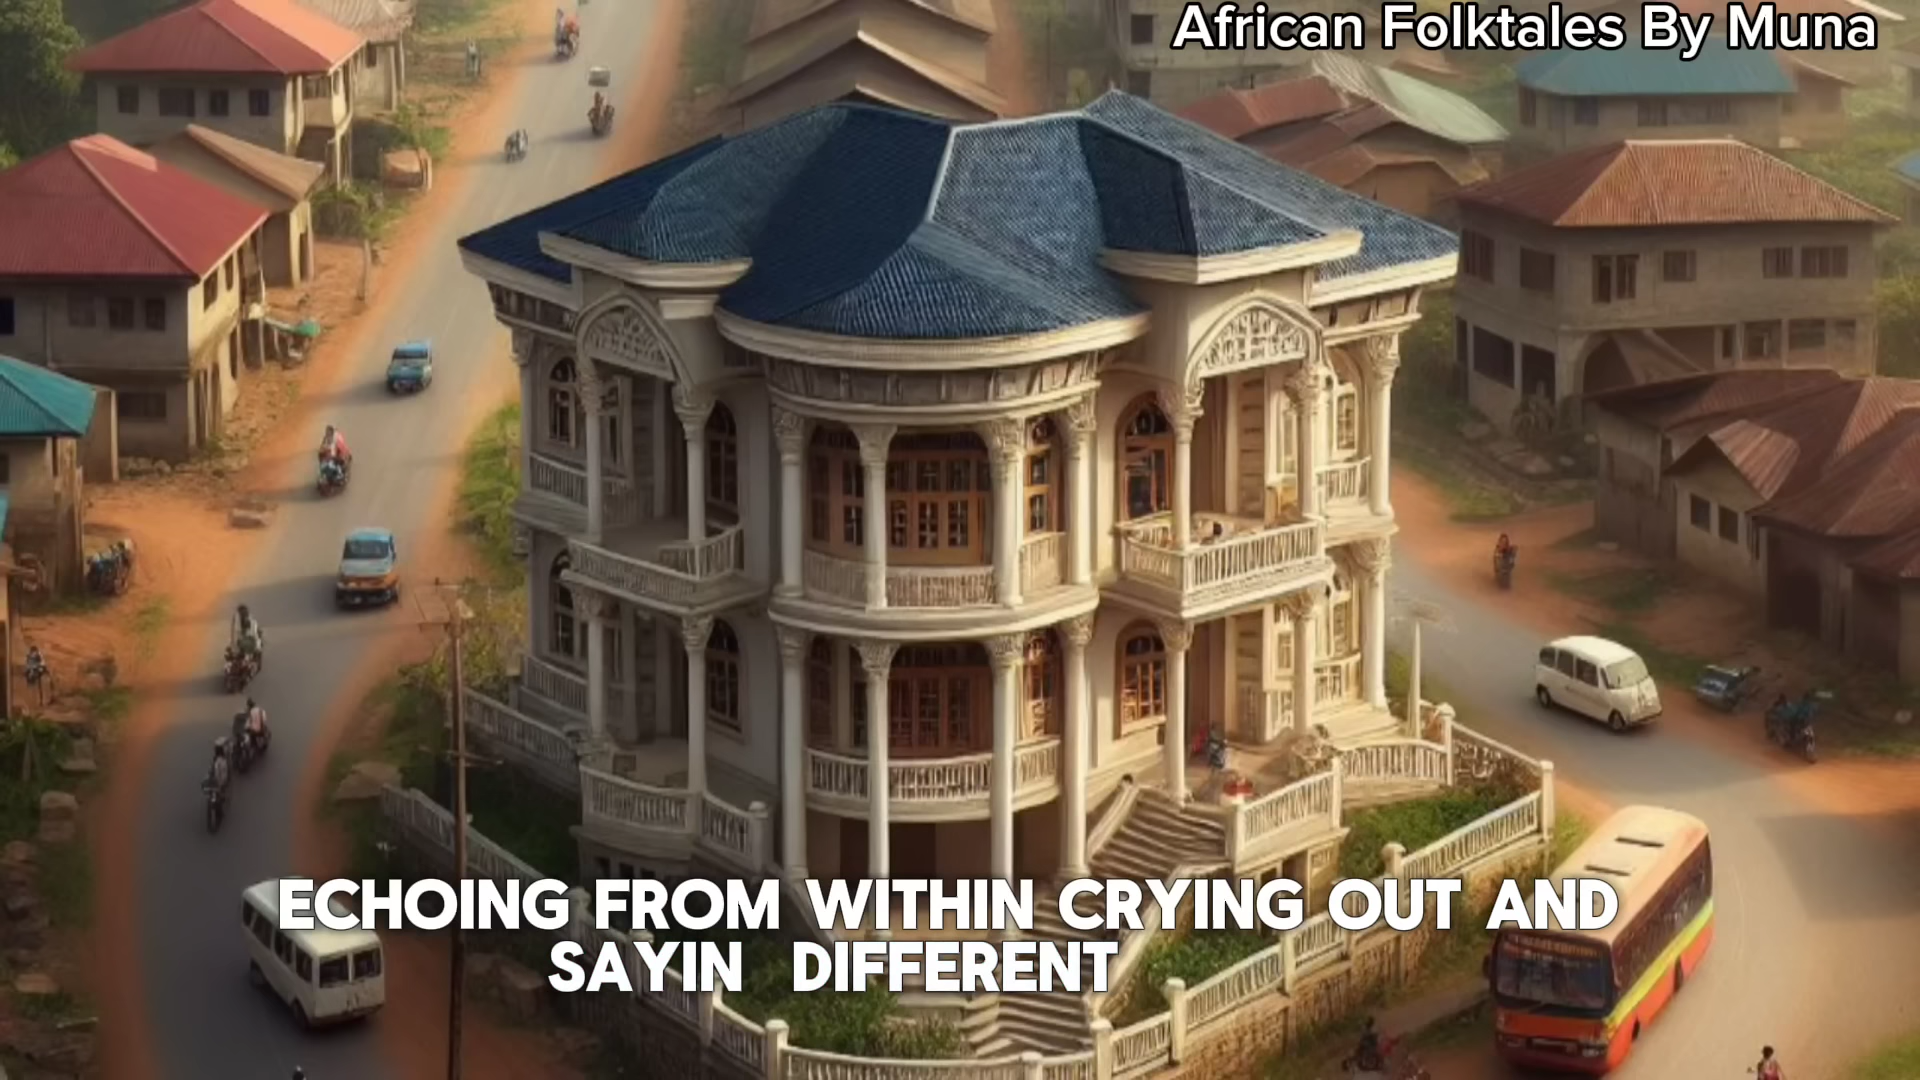 African Folktales By Muna
ECHOING FROM WITHIN CRYING OUT AND
SAYIN DIFFERENT